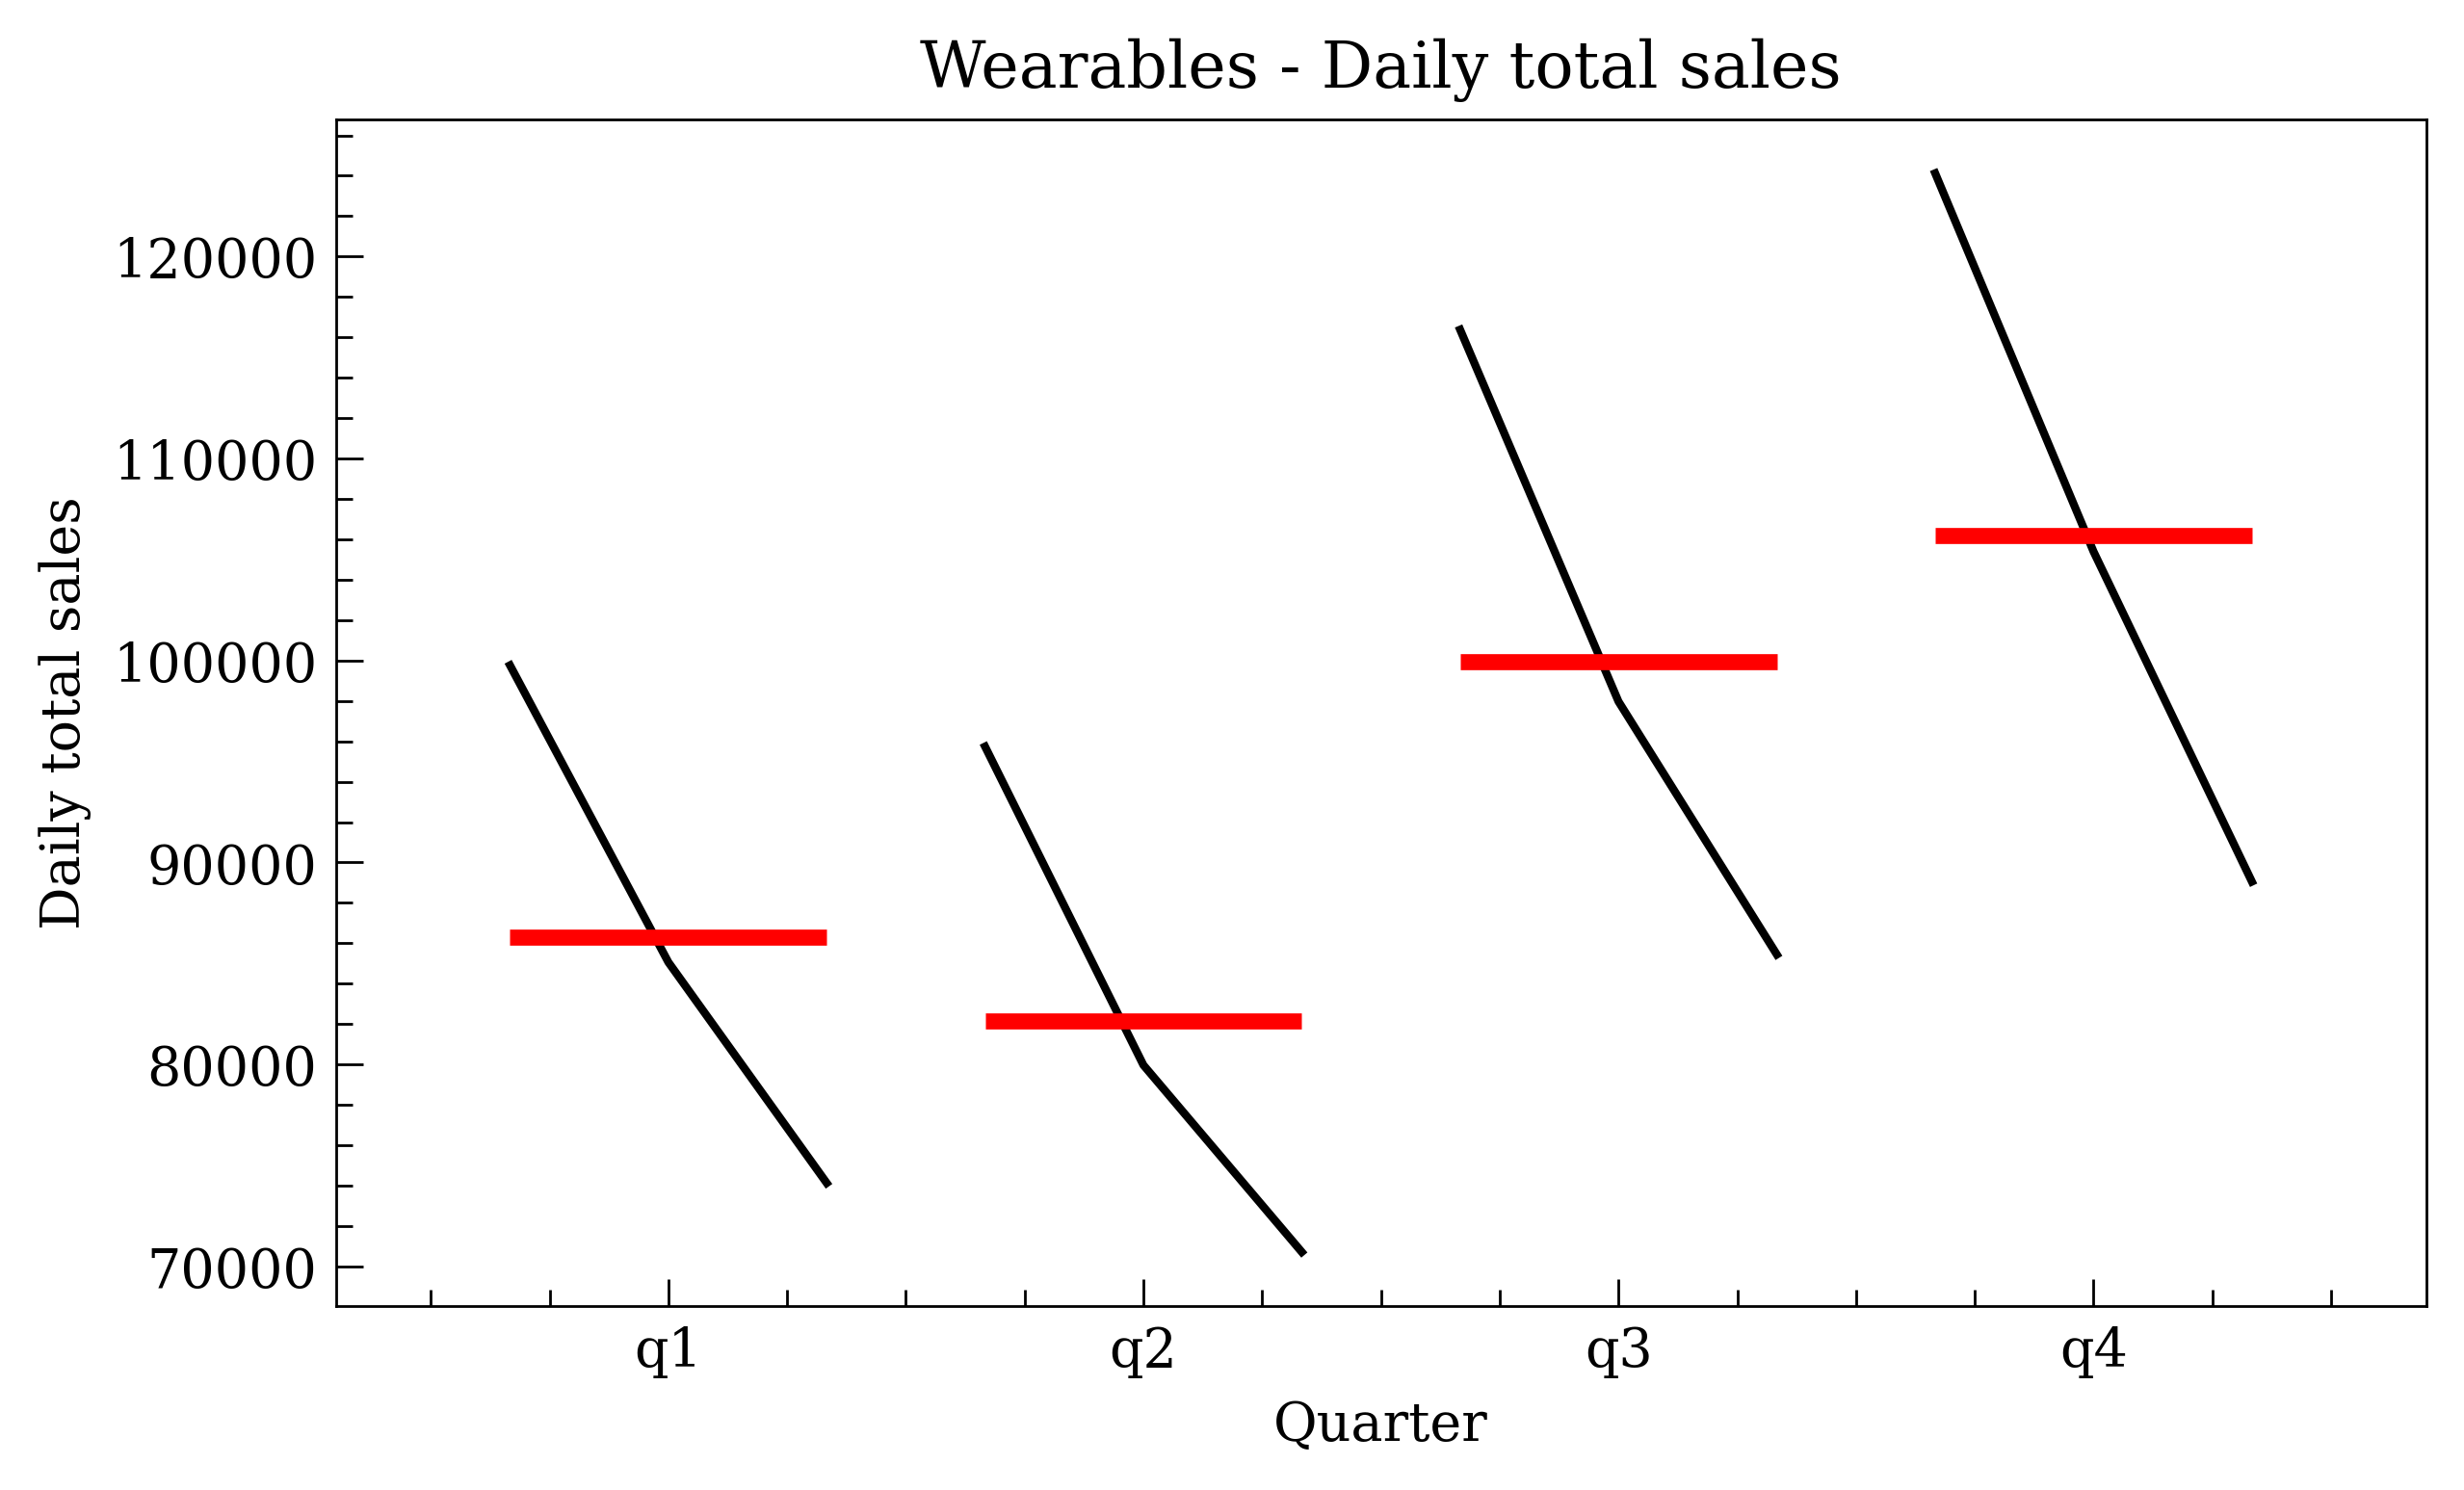 Wearables - Daily total sales
Daily total sales
120000
110000
100000
90000
80000
70000
q1 q2 q3 q4
Quarter